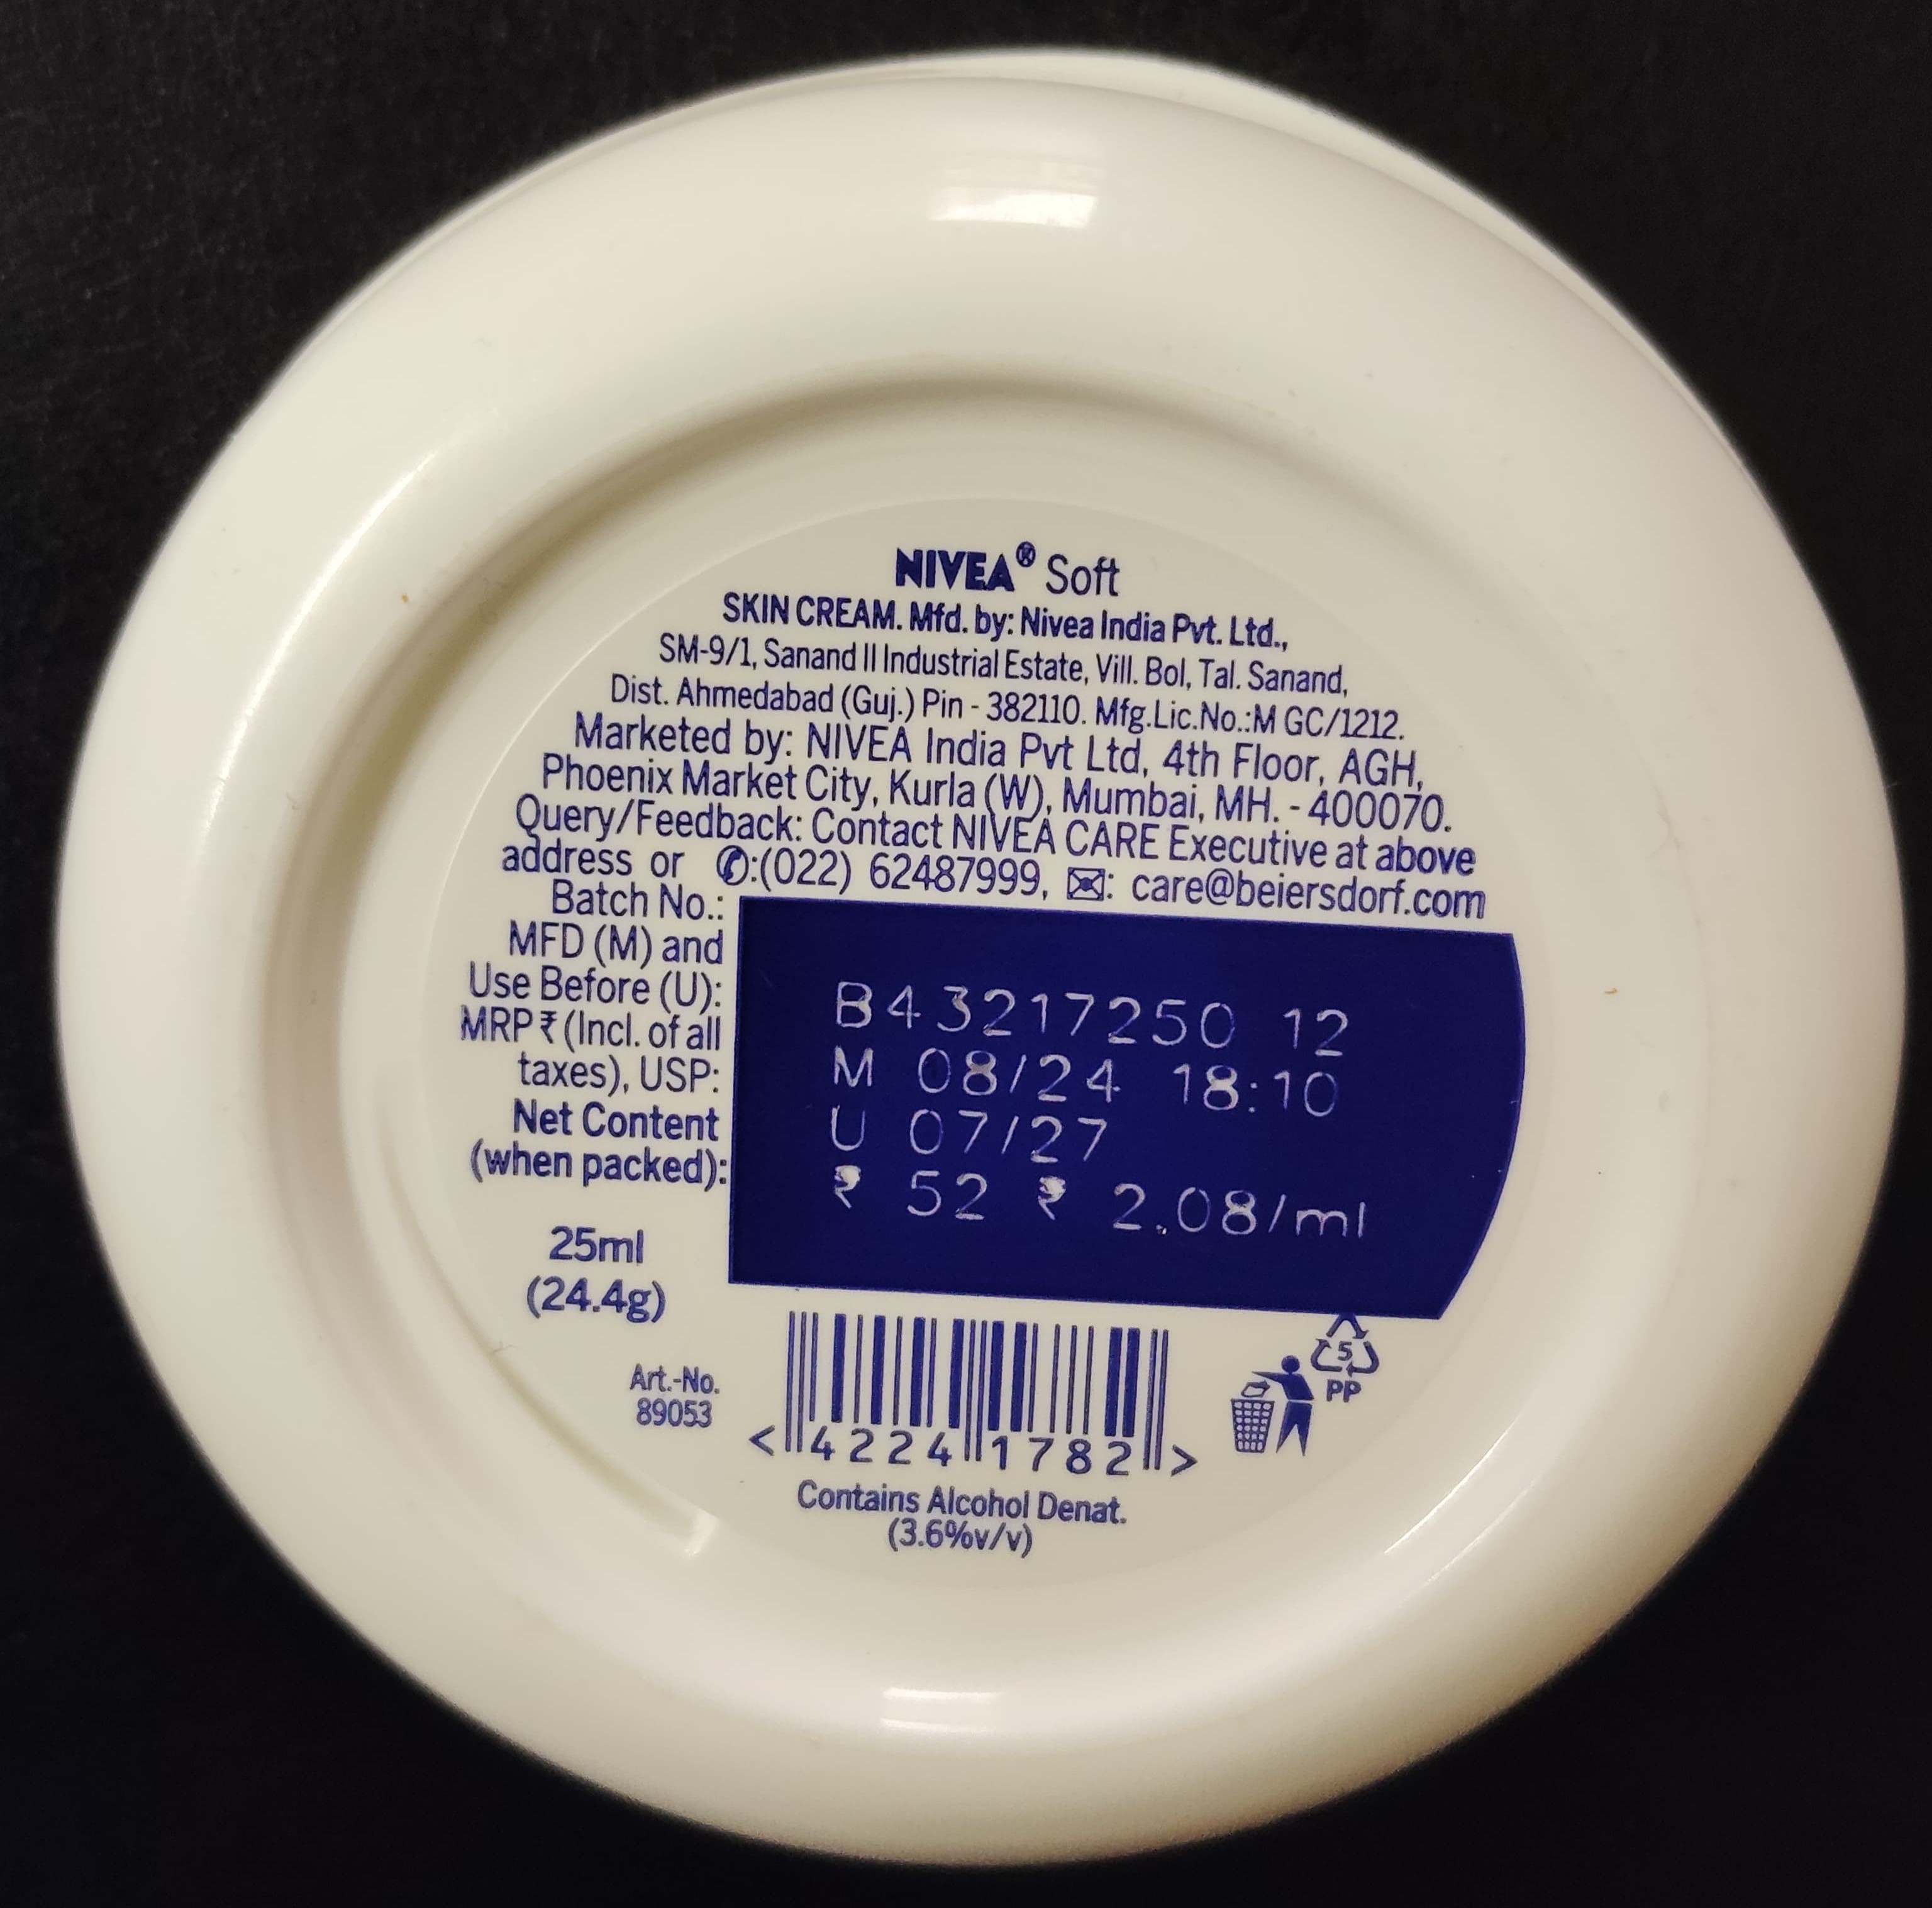 NIVEA® Soft
SKIN CREAM. Mfd. by: Nivea India Pvt. Ltd.,
SM-9/1, Sanand II Industrial Estate, Vill. Bol, Tal. Sanand,
Dist. Ahmedabad (Guj.) Pin - 382110. Mfg.Lic.No.:M GC/1212.
Marketed by: NIVEA India Pvt Ltd, 4th Floor, AGH,
Phoenix Market City, Kurla (W), Mumbai, MH. - 400070.
Query/Feedback: Contact NIVEA CARE Executive at above
address or ✆:(022) 62487999, ✉: care@beiersdorf.com
Batch No.:
MFD (M) and
Use Before (U):
MRP ₹ (Incl. of all
taxes), USP:
Net Content
(when packed):
B43217250 12
M 08/24 18:10
U 07/27
₹ 52 ₹ 2.08/ml
25ml
(24.4g)
Art.-No.
89053
< 4224 1782 >
5
PP
Contains Alcohol Denat.
(3.6%v/v)